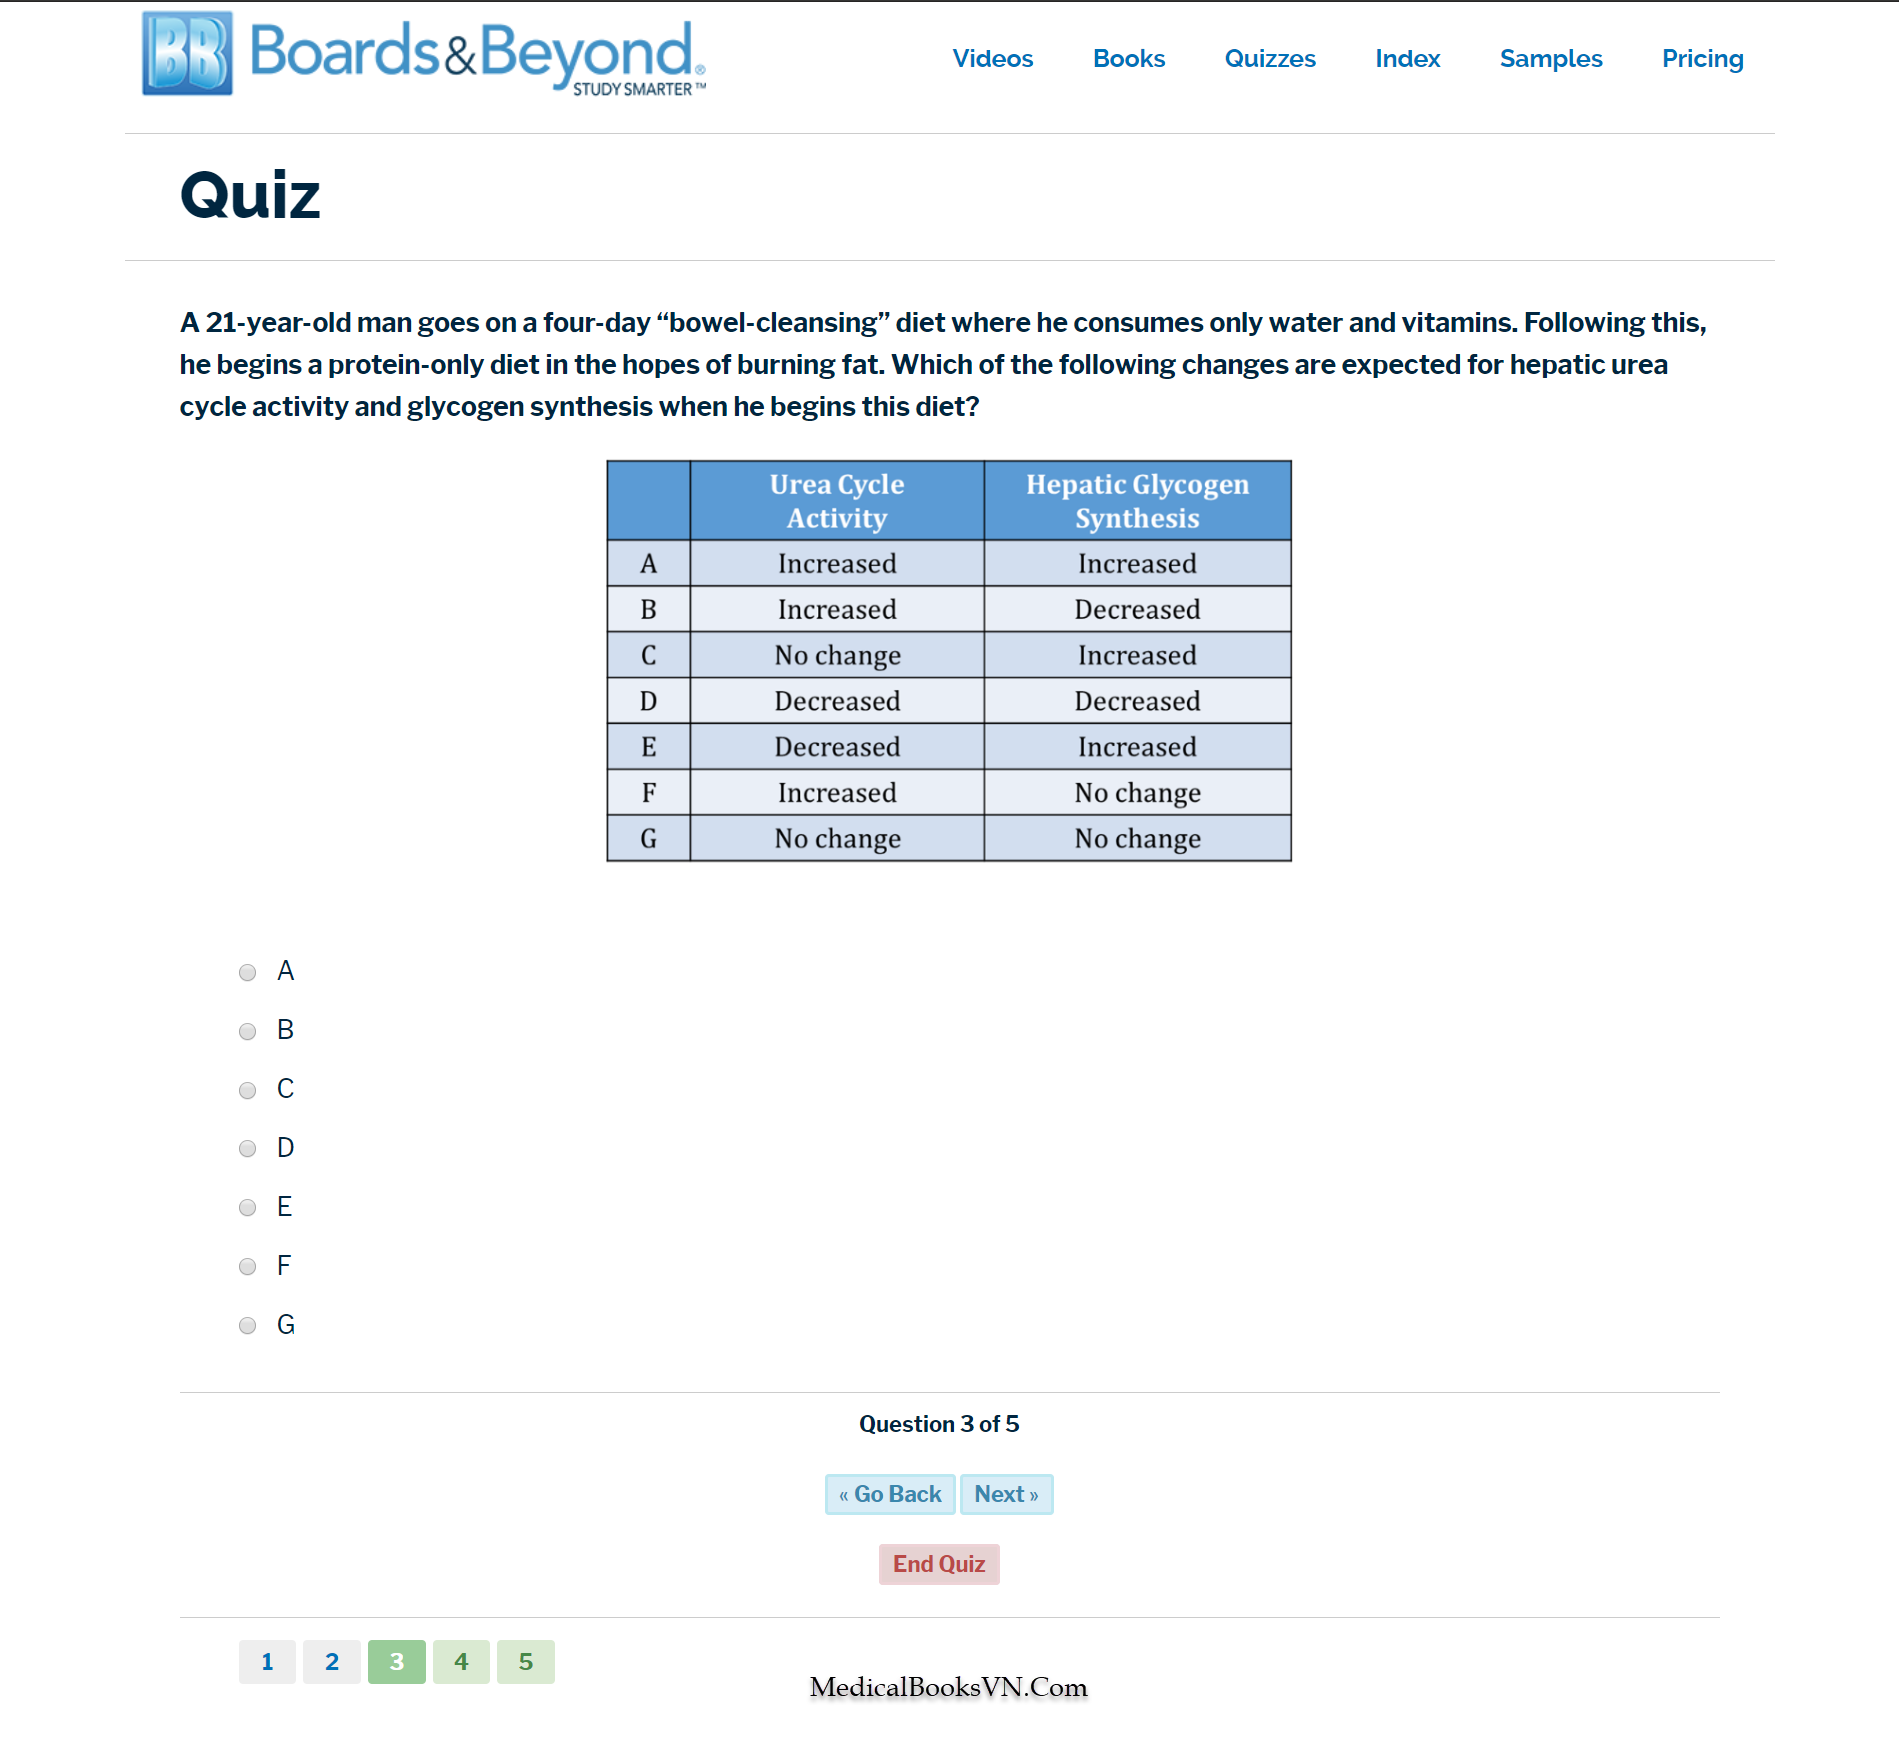 BB Boards&Beyond®
STUDY SMARTER™
Videos Books Quizzes Index Samples Pricing
Quiz
A 21-year-old man goes on a four-day “bowel-cleansing” diet where he consumes only water and vitamins. Following this,
he begins a protein-only diet in the hopes of burning fat. Which of the following changes are expected for hepatic urea
cycle activity and glycogen synthesis when he begins this diet?
Urea Cycle Activity Hepatic Glycogen Synthesis
A Increased Increased
B Increased Decreased
C No change Increased
D Decreased Decreased
E Decreased Increased
F Increased No change
G No change No change
A
B
C
D
E
F
G
Question 3 of 5
« Go Back Next »
End Quiz
1 2 3 4 5
MedicalBooksVN.Com